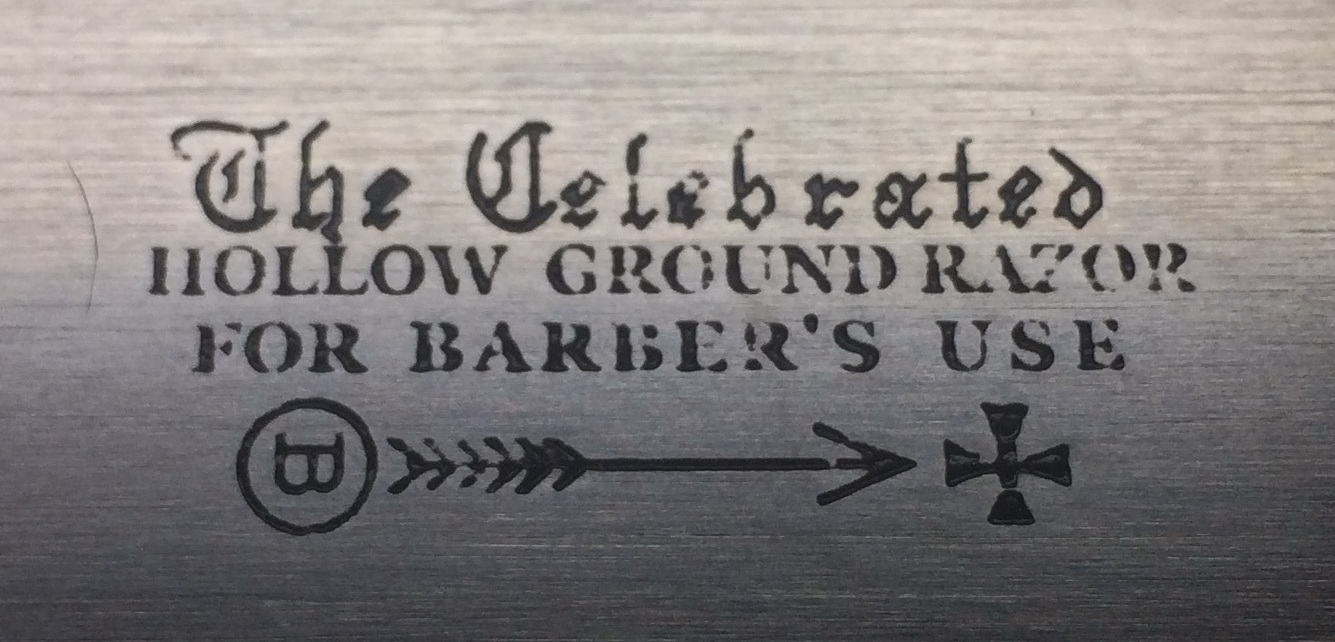 The Celebrated
HOLLOW GROUND RAZOR
FOR BARBER'S USE
B